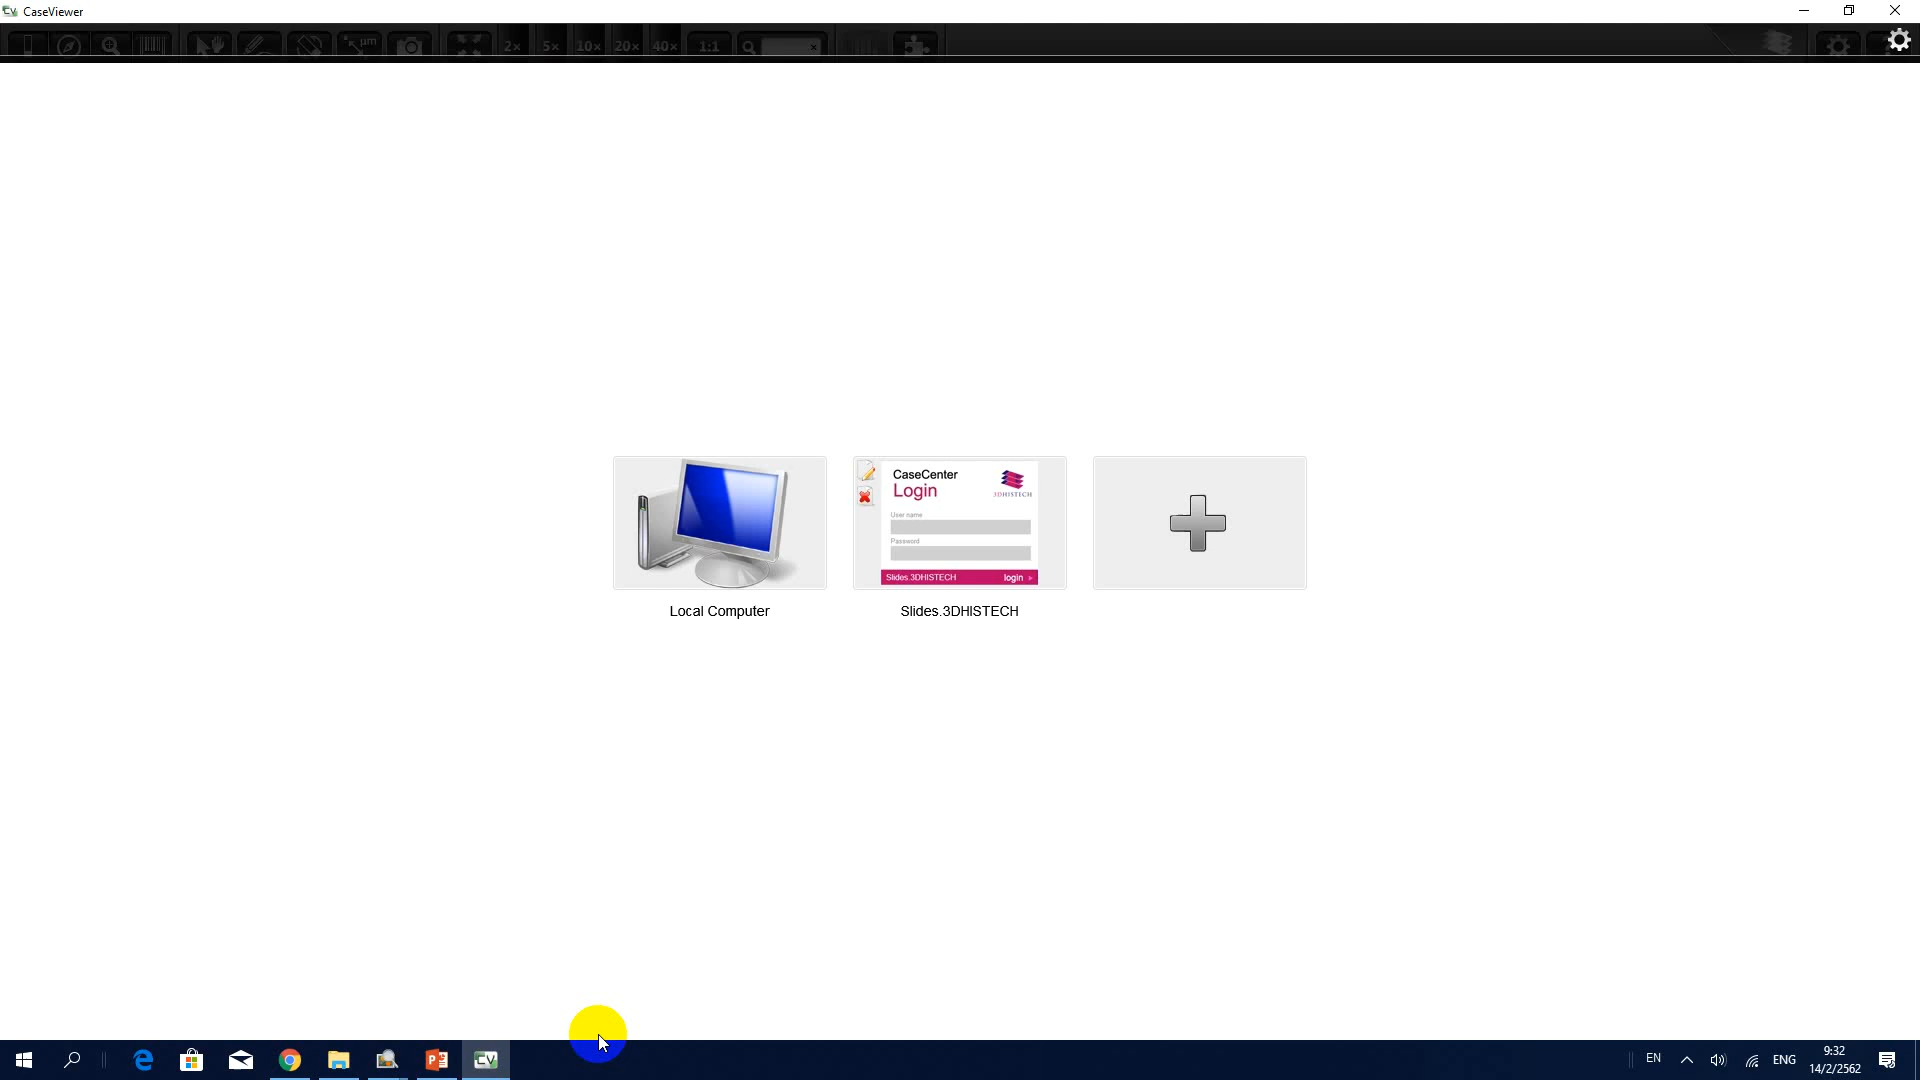 CaseViewer
µm 2x 5x 10x 20x 40x 1:1
CaseCenter
Login
3DHISTECH
User name
Password
Slides.3DHISTECH login >
Local Computer
Slides.3DHISTECH
EN ENG
9:32
14/2/2562